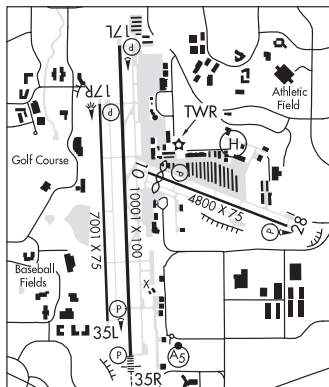 17L
17R
P
P
TWR
Athletic
Field
H
Golf Course
P
10
4800 X 75
28
P
7001 X 75
10001 X 100
Baseball
Fields
X
P
35L
P
A5
35R